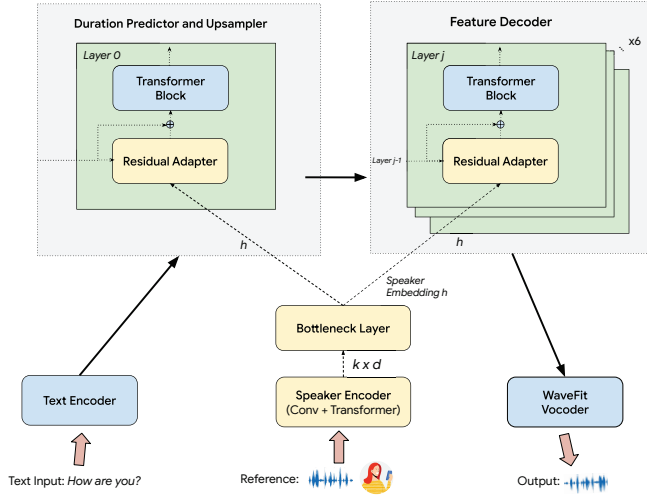 Duration Predictor and Upsampler
Layer 0
Transformer
Block
Residual Adapter
Feature Decoder
x6
Layer j
Transformer
Block
Layer j-1
Residual Adapter
h
h
Speaker
Embedding h
Bottleneck Layer
k x d
Text Encoder
Speaker Encoder
(Conv + Transformer)
WaveFit
Vocoder
Text Input: How are you?
Reference:
Output: